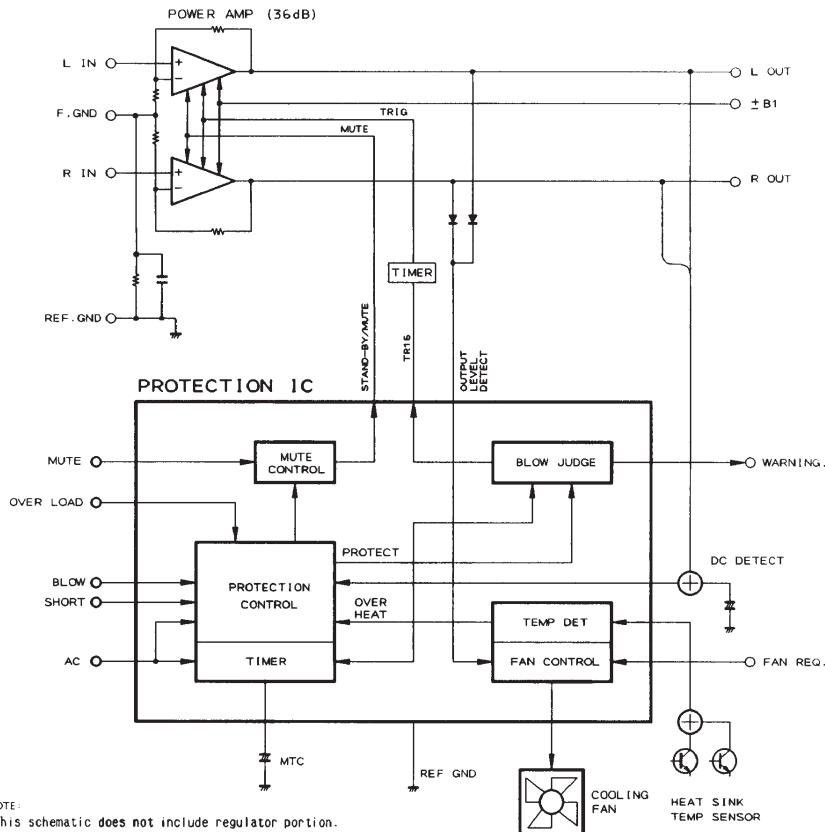 POWER AMP (36dB)
L IN
L OUT
F.GND
± B1
TRIG
MUTE
R IN
R OUT
TIMER
REF.GND
STAND-BY/MUTE
TR16
OUTPUT
LEVEL
DETECT
PROTECTION IC
MUTE
MUTE
CONTROL
BLOW JUDGE
WARNING.
OVER LOAD
PROTECT
DC DETECT
BLOW
PROTECTION
CONTROL
SHORT
OVER
HEAT
TEMP DET
AC
TIMER
FAN CONTROL
FAN REQ.
MTC
REF GND
COOLING
FAN
HEAT SINK
TEMP SENSOR
OTE:
his schematic does not include regulator portion.